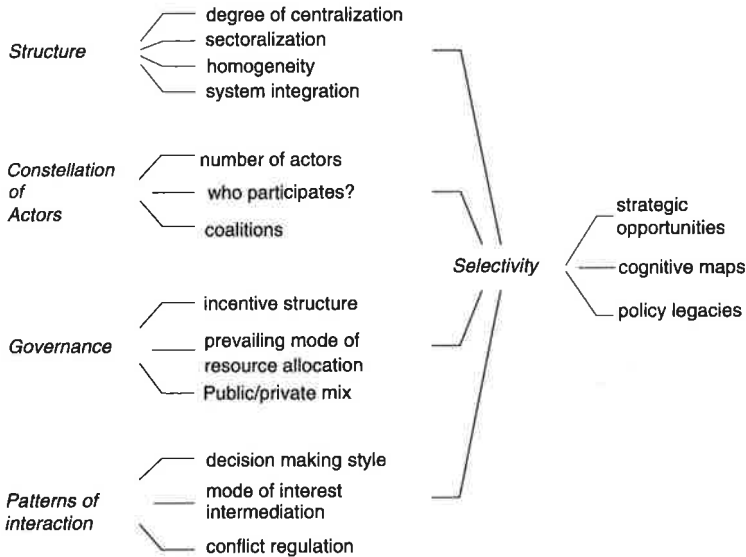 Structure
degree of centralization
sectoralization
homogeneity
system integration
Constellation
of
Actors
number of actors
who participates?
coalitions
Governance
incentive structure
prevailing mode of
resource allocation
Public/private mix
Patterns of
interaction
decision making style
mode of interest
intermediation
conflict regulation
Selectivity
strategic
opportunities
cognitive maps
policy legacies